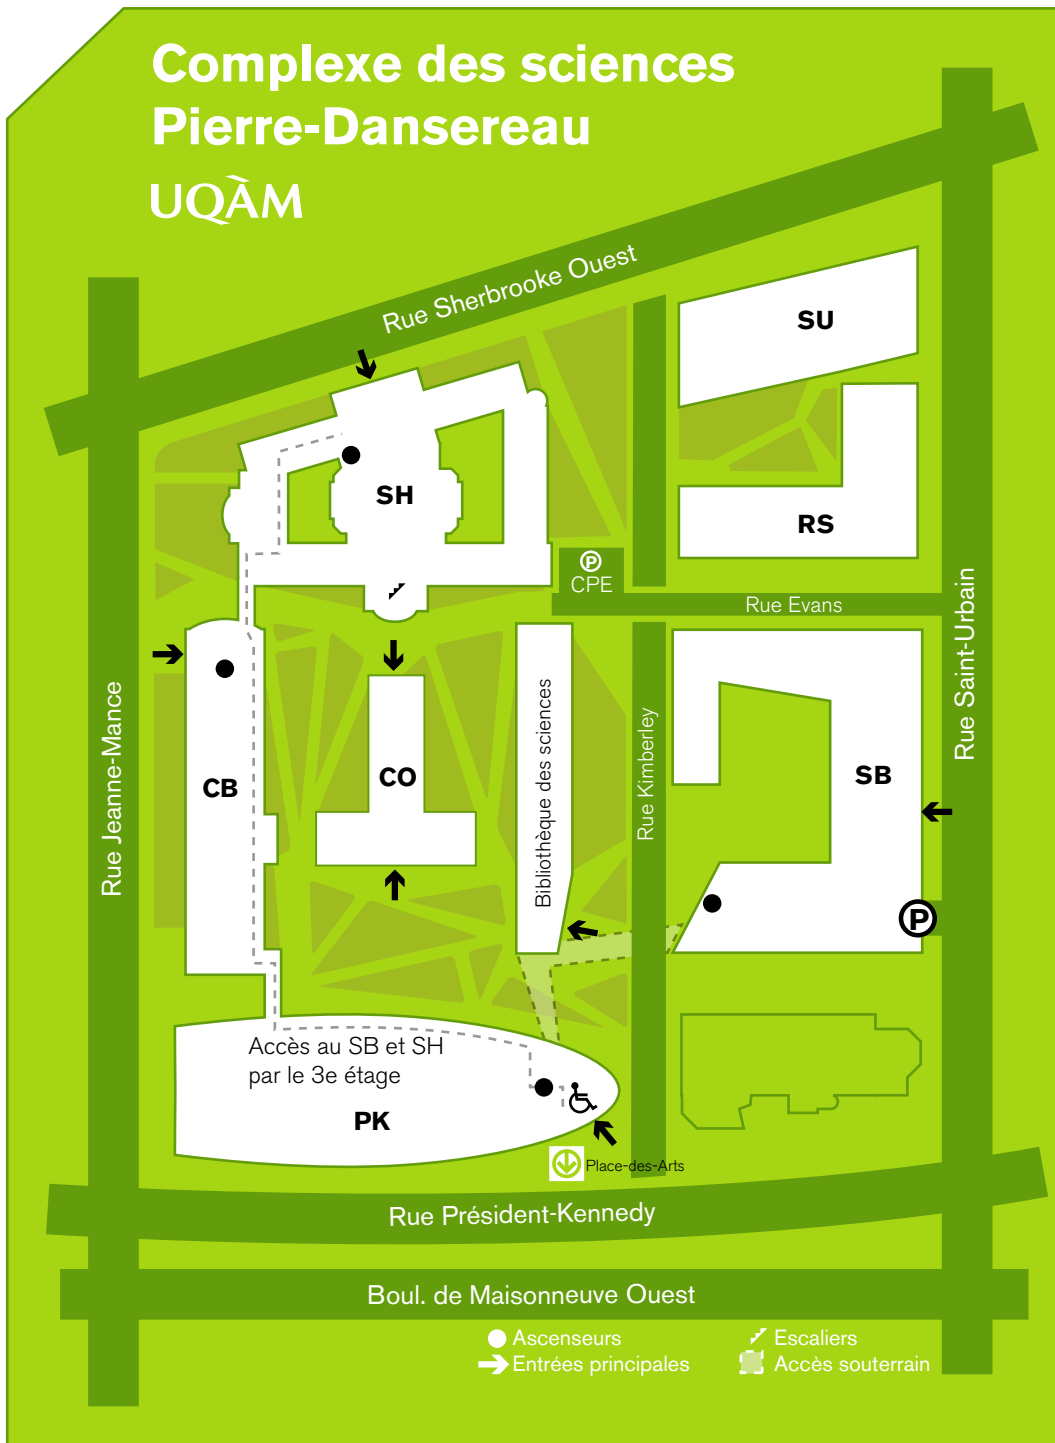 Complexe des sciences
Pierre-Dansereau
UQÀM
Rue Sherbrooke Ouest
SU
SH
RS
P
CPE
Rue Evans
Rue Saint-Urbain
Rue Jeanne-Mance
CB
CO
Bibliothèque des sciences
Rue Kimberley
SB
P
Accès au SB et SH
par le 3e étage
PK
Place-des-Arts
Rue Président-Kennedy
Boul. de Maisonneuve Ouest
Ascenseurs
Escaliers
Entrées principales
Accès souterrain